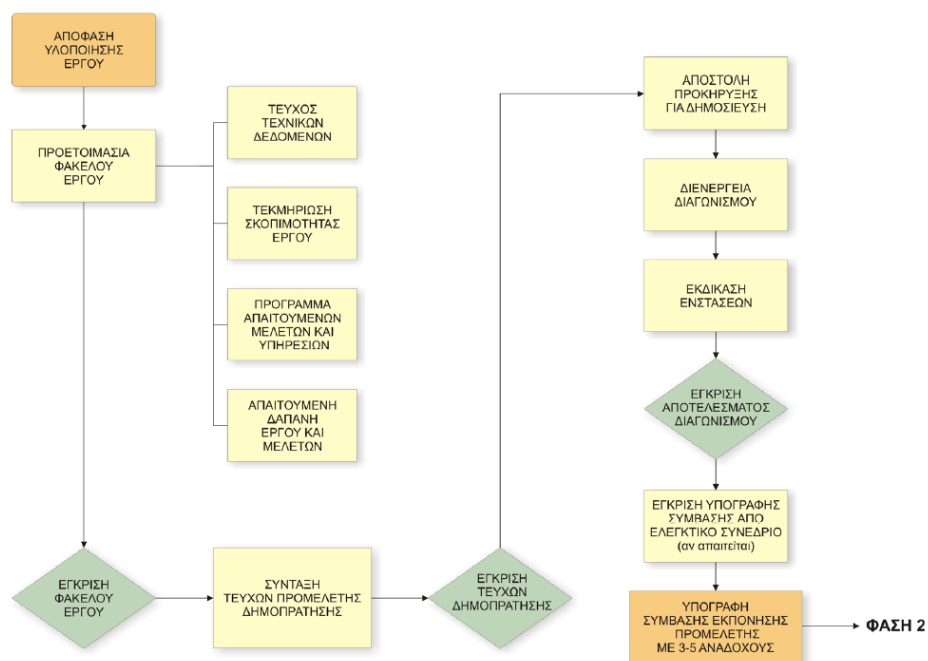 ΑΠΟΦΑΣΗ
ΥΛΟΠΟΙΗΣΗΣ
ΕΡΓΟΥ
ΠΡΟΕΤΟΙΜΑΣΙΑ
ΦΑΚΕΛΟΥ
ΕΡΓΟΥ
ΤΕΥΧΟΣ
ΤΕΧΝΙΚΩΝ
ΔΕΔΟΜΕΝΩΝ
ΤΕΚΜΗΡΙΩΣΗ
ΣΚΟΠΙΜΟΤΗΤΑΣ
ΕΡΓΟΥ
ΠΡΟΓΡΑΜΜΑ
ΑΠΑΙΤΟΥΜΕΝΩΝ
ΜΕΛΕΤΩΝ ΚΑΙ
ΥΠΗΡΕΣΙΩΝ
ΑΠΑΙΤΟΥΜΕΝΗ
ΔΑΠΑΝΗ
ΕΡΓΟΥ ΚΑΙ
ΜΕΛΕΤΩΝ
ΕΓΚΡΙΣΗ
ΦΑΚΕΛΟΥ
ΕΡΓΟΥ
ΣΥΝΤΑΞΗ
ΤΕΥΧΩΝ ΠΡΟΜΕΛΕΤΗΣ
ΔΗΜΟΠΡΑΤΗΣΗΣ
ΕΓΚΡΙΣΗ
ΤΕΥΧΩΝ
ΔΗΜΟΠΡΑΤΗΣΗΣ
ΑΠΟΣΤΟΛΗ
ΠΡΟΚΗΡΥΞΗΣ
ΓΙΑ ΔΗΜΟΣΙΕΥΣΗ
ΔΙΕΝΕΡΓΕΙΑ
ΔΙΑΓΩΝΙΣΜΟΥ
ΕΚΔΙΚΑΣΗ
ΕΝΣΤΑΣΕΩΝ
ΕΓΚΡΙΣΗ
ΑΠΟΤΕΛΕΣΜΑΤΟΣ
ΔΙΑΓΩΝΙΣΜΟΥ
ΕΓΚΡΙΣΗ ΥΠΟΓΡΑΦΗΣ
ΣΥΜΒΑΣΗΣ ΑΠΟ
ΕΛΕΓΚΤΙΚΟ ΣΥΝΕΔΡΙΟ
(αν απαιτείται)
ΥΠΟΓΡΑΦΗ
ΣΥΜΒΑΣΗΣ ΕΚΠΟΝΗΣΗΣ
ΠΡΟΜΕΛΕΤΗΣ
ΜΕ 3-5 ΑΝΑΔΟΧΟΥΣ
ΦΑΣΗ 2